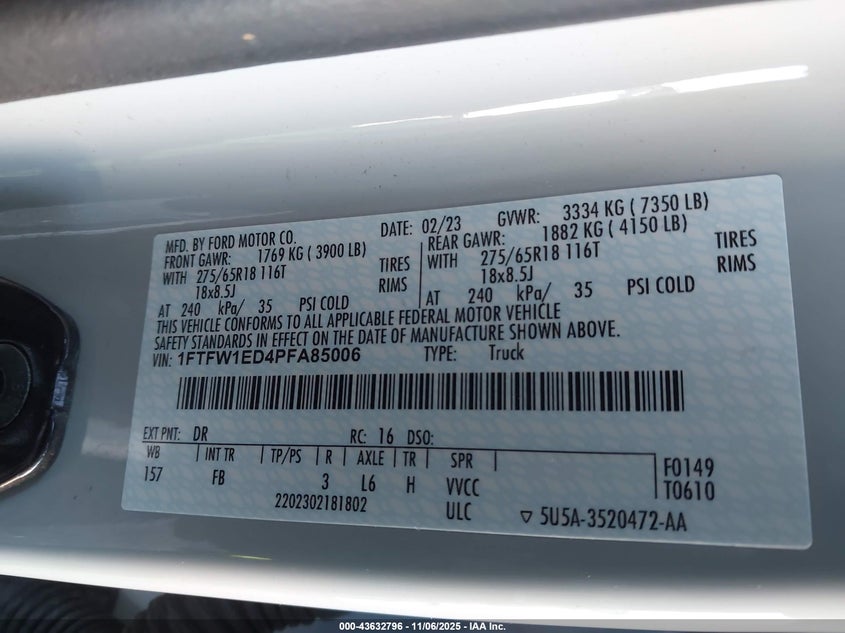 MFD. BY FORD MOTOR CO.
DATE: 02/23 GVWR: 3334 KG ( 7350 LB)
FRONT GAWR: 1769 KG ( 3900 LB)
WITH 275/65R18 116T TIRES
18x8.5J RIMS
AT 240 kPa/ 35 PSI COLD
REAR GAWR: 1882 KG ( 4150 LB)
WITH 275/65R18 116T TIRES
18x8.5J RIMS
AT 240 kPa/ 35 PSI COLD
THIS VEHICLE CONFORMS TO ALL APPLICABLE FEDERAL MOTOR VEHICLE
SAFETY STANDARDS IN EFFECT ON THE DATE OF MANUFACTURE SHOWN ABOVE.
VIN: 1FTFW1ED4PFA85006 TYPE: Truck
EXT PNT: DR RC: 16 DSO:
WB INT TR TP/PS R AXLE TR SPR
157 FB 3 L6 H VVCC
F0149
T0610
2202302181802 ULC ▽ 5U5A-3520472-AA
000-43632796 - 11/06/2025 - IAA Inc.